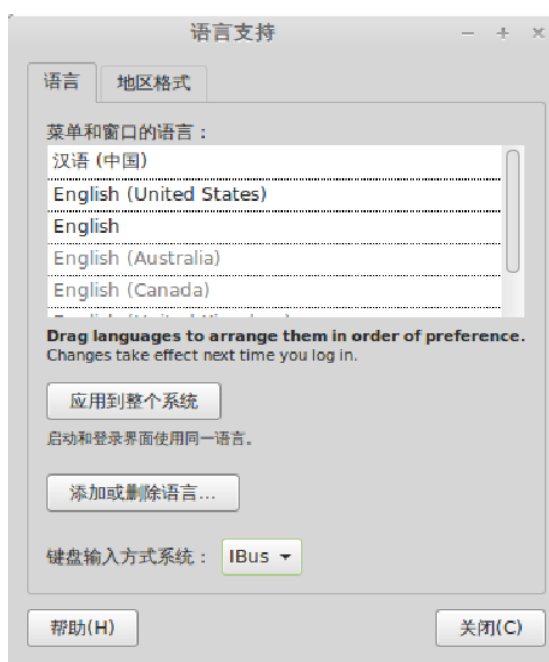 语言支持
语言
地区格式
菜单和窗口的语言：
汉语 (中国)
English (United States)
English
English (Australia)
English (Canada)
Drag languages to arrange them in order of preference.
Changes take effect next time you log in.
应用到整个系统
启动和登录界面使用同一语言。
添加或删除语言...
键盘输入方式系统： IBus
帮助(H)
关闭(C)